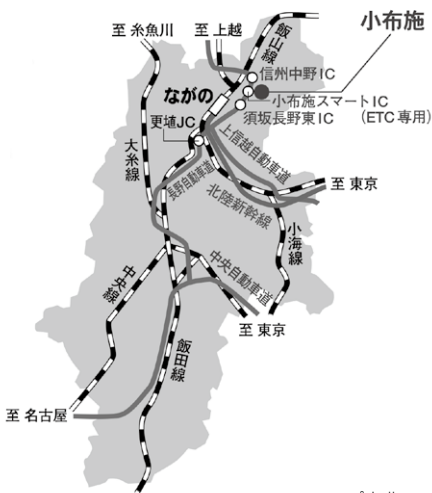 小布施
至 糸魚川
至 上越
飯山線
信州中野IC
ながの
小布施スマートIC
須坂長野東IC (ETC専用)
更埴JC
上信越自動車道
大糸線
長野自動車道
至 東京
北陸新幹線
小海線
中央自動車道
中央線
至 東京
飯田線
至 名古屋